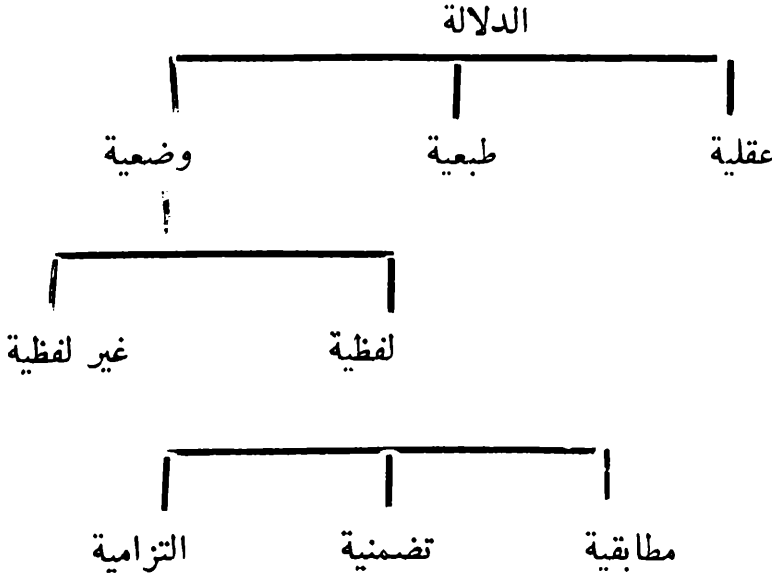 الدلالة
عقلية طبعية وضعية
لفظية غير لفظية
مطابقية تضمنية التزامية